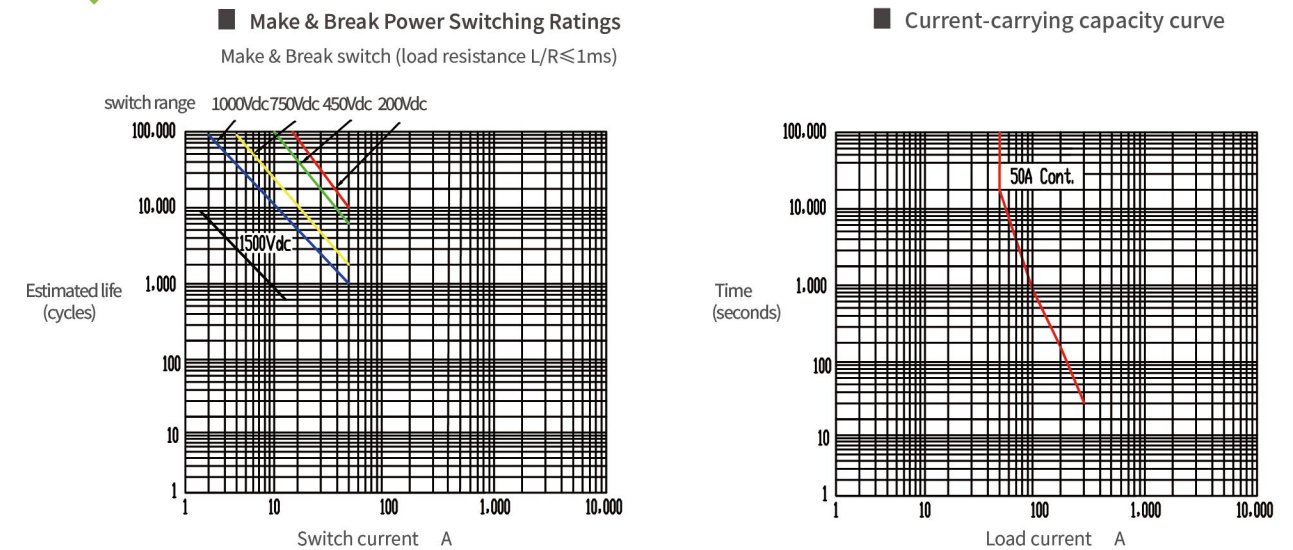 Make & Break Power Switching Ratings
Make & Break switch (load resistance L/R≤1ms)
switch range 1000Vdc 750Vdc 450Vdc 200Vdc
100.000
10.000
1500Vdc
Estimated life
(cycles)
1.000
100
10
1
1 10 100 1.000 10.000
Switch current A
Current-carrying capacity curve
100.000
50A Cont.
10.000
Time
(seconds)
1.000
100
10
1
1 10 100 1.000 10.000
Load current A